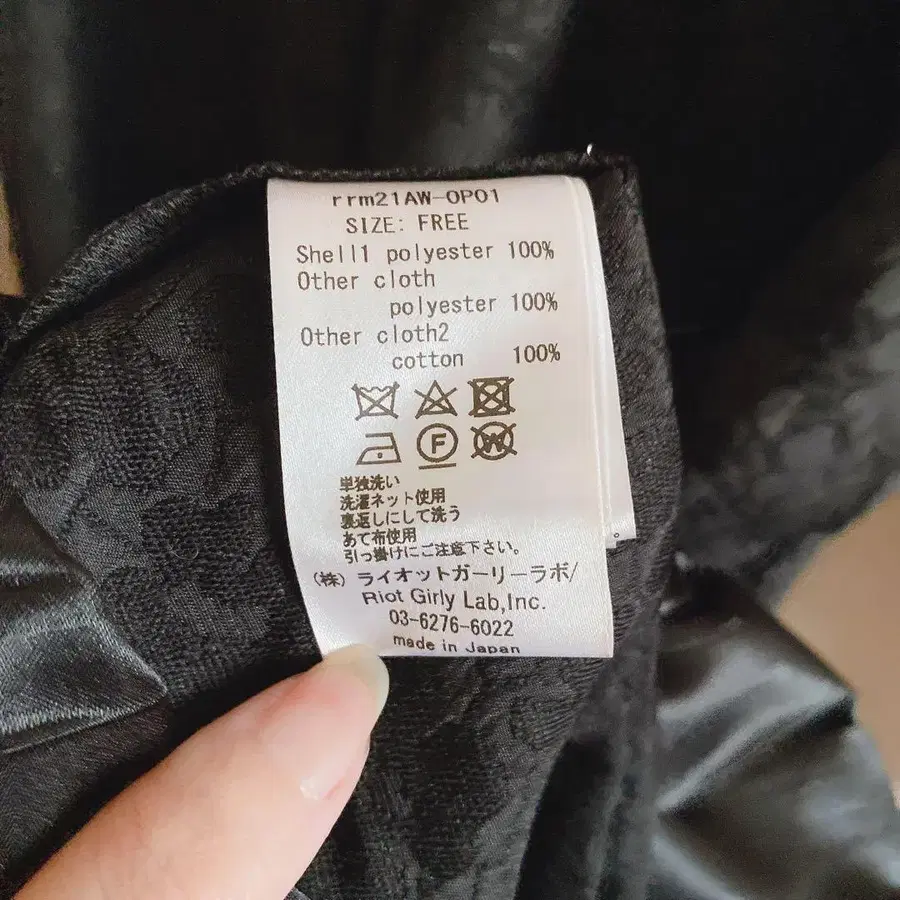 rrm21AW-OP01
SIZE: FREE
Shell1 polyester 100%
Other cloth
polyester 100%
Other cloth2
cotton 100%
F
W
単独洗い
洗濯ネット使用
裏返しにして洗う
あて布使用
引っ掛けにご注意下さい。
(株) ライオットガーリーラボ/
Riot Girly Lab,Inc.
03-6276-6022
made in Japan